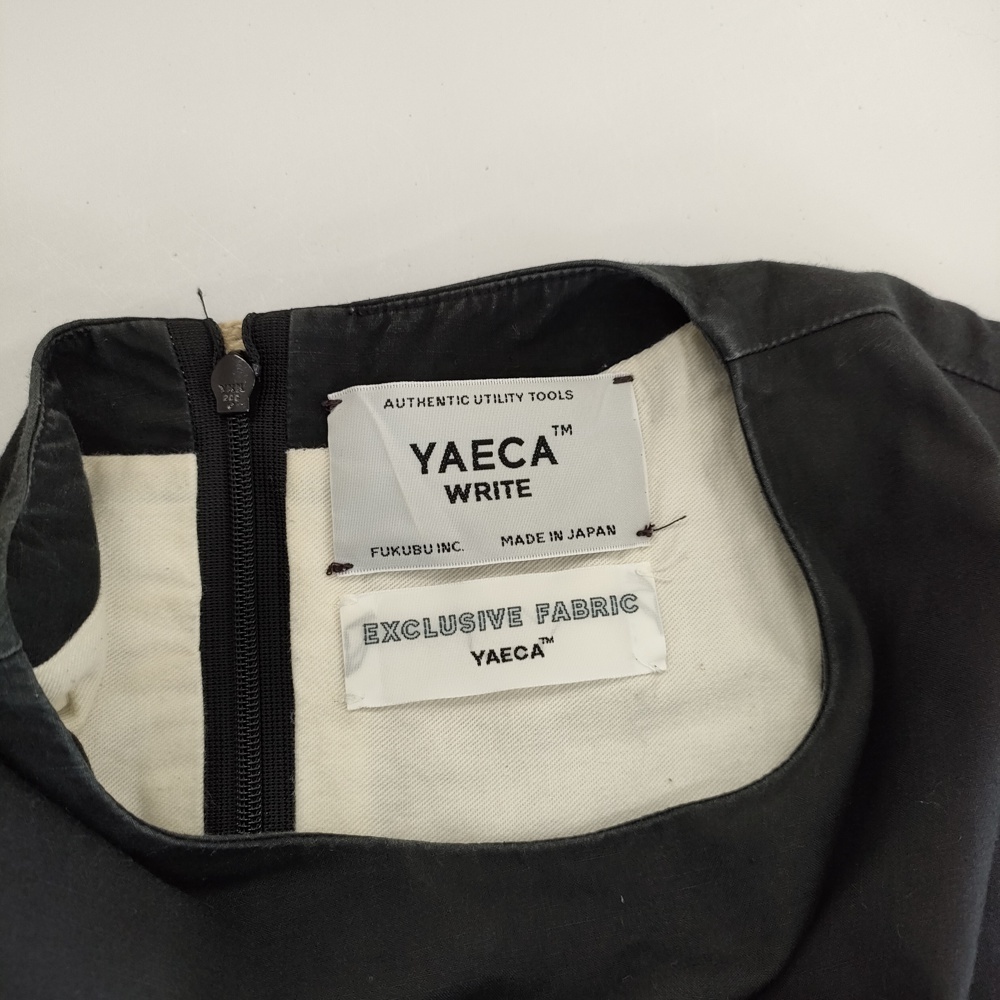 AUTHENTIC UTILITY TOOLS
YAECA™
WRITE
FUKUBU INC. MADE IN JAPAN
EXCLUSIVE FABRIC
YAECA™